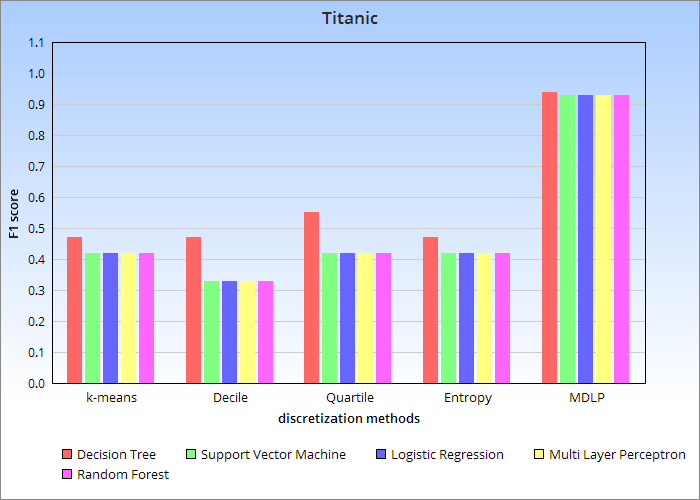 Titanic
1.1
1.0
0.9
0.8
0.7
0.6
0.5
0.4
0.3
0.2
0.1
0.0
F1 score
k-means Decile Quartile Entropy MDLP
discretization methods
Decision Tree Support Vector Machine Logistic Regression Multi Layer Perceptron
Random Forest